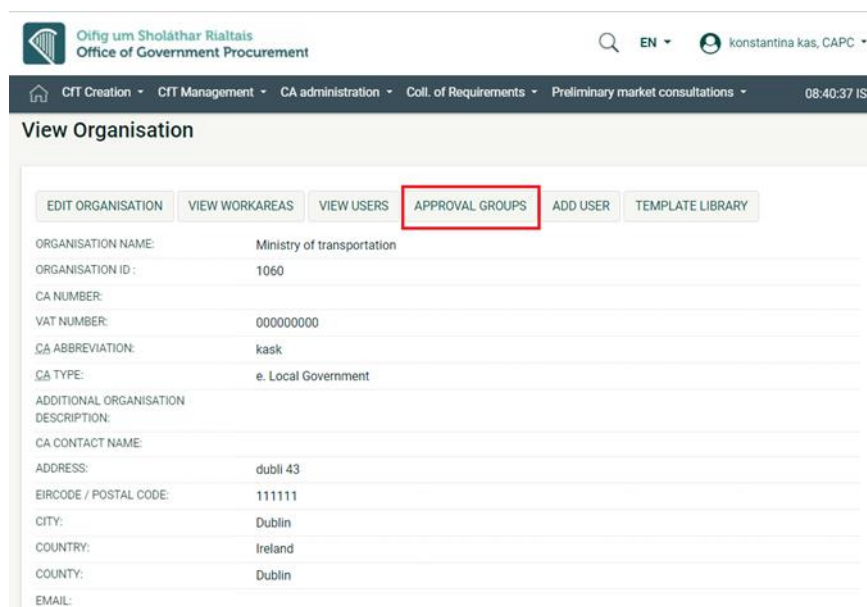 Oifig um Sholáthar Rialtais
Office of Government Procurement
EN
konstantina kas, CAPC
CfT Creation CfT Management CA administration Coll. of Requirements Preliminary market consultations 08:40:37 IS
View Organisation
EDIT ORGANISATION VIEW WORKAREAS VIEW USERS APPROVAL GROUPS ADD USER TEMPLATE LIBRARY
ORGANISATION NAME: Ministry of transportation
ORGANISATION ID : 1060
CA NUMBER:
VAT NUMBER: 000000000
CA ABBREVIATION: kask
CA TYPE: e. Local Government
ADDITIONAL ORGANISATION
DESCRIPTION:
CA CONTACT NAME:
ADDRESS: dubli 43
EIRCODE / POSTAL CODE: 111111
CITY: Dublin
COUNTRY: Ireland
COUNTY: Dublin
EMAIL: